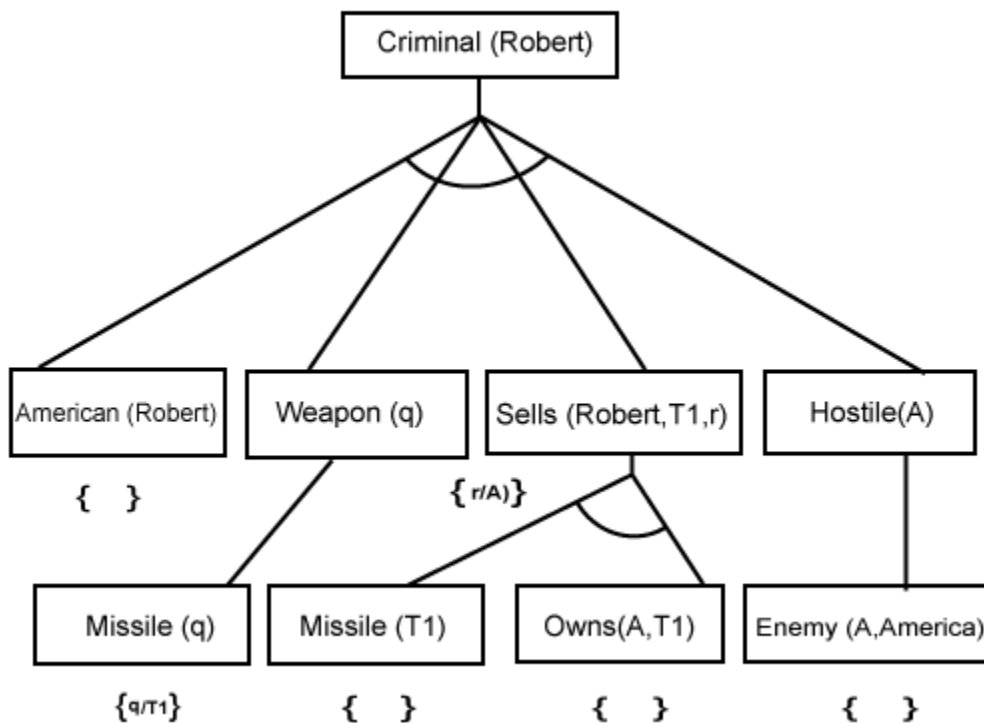 Criminal (Robert)
American (Robert)
Weapon (q)
Sells (Robert,T1,r)
Hostile(A)
{ }
{ r/A)}
Missile (q)
Missile (T1)
Owns(A,T1)
Enemy (A,America)
{q/T1}
{ }
{ }
{ }